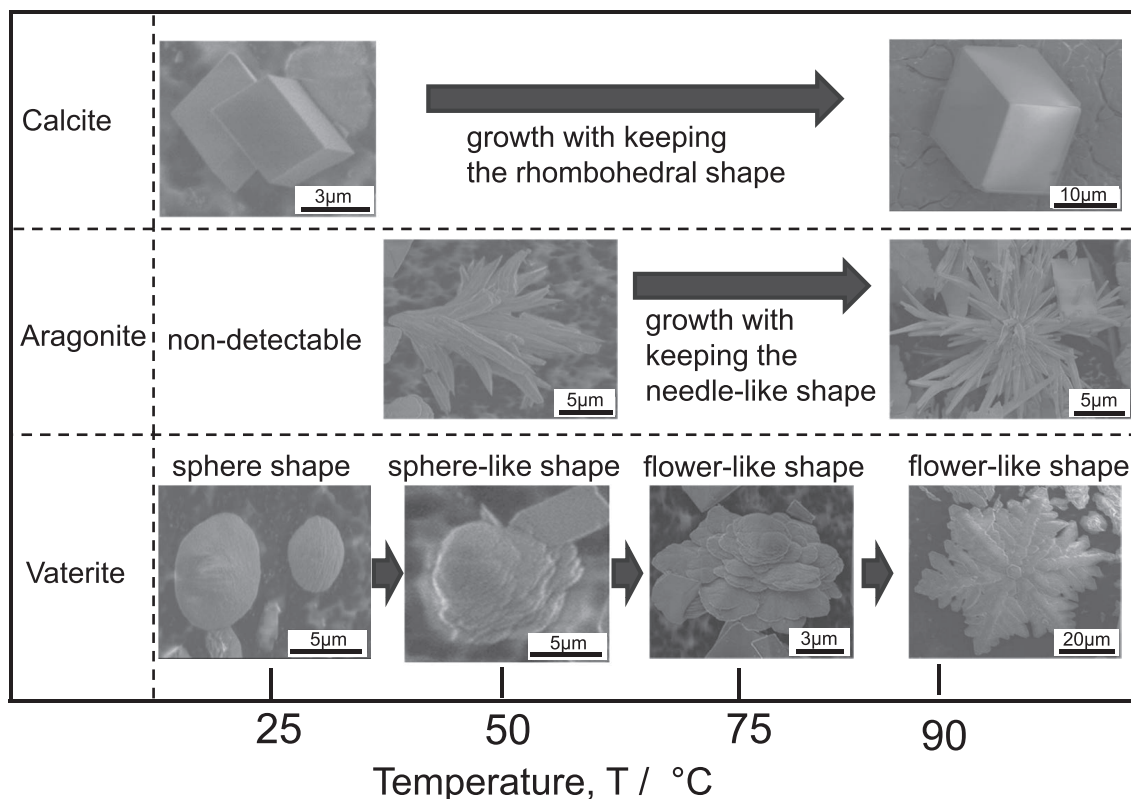 Calcite
3μm
growth with keeping
the rhombohedral shape
10μm
Aragonite
non-detectable
5μm
growth with
keeping the
needle-like shape
5μm
Vaterite
sphere shape
sphere-like shape
flower-like shape
flower-like shape
5μm
5μm
3μm
20μm
25
50
75
90
Temperature, T / °C